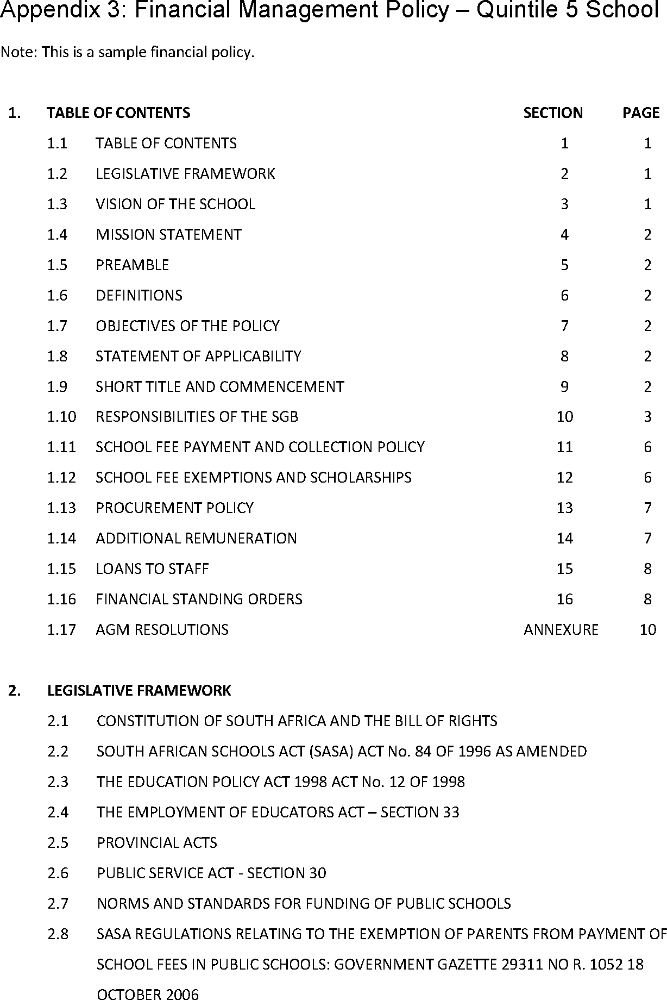 Appendix 3: Financial Management Policy – Quintile 5 School
Note: This is a sample financial policy.
1. TABLE OF CONTENTS SECTION PAGE
1.1 TABLE OF CONTENTS 1 1
1.2 LEGISLATIVE FRAMEWORK 2 1
1.3 VISION OF THE SCHOOL 3 1
1.4 MISSION STATEMENT 4 2
1.5 PREAMBLE 5 2
1.6 DEFINITIONS 6 2
1.7 OBJECTIVES OF THE POLICY 7 2
1.8 STATEMENT OF APPLICABILITY 8 2
1.9 SHORT TITLE AND COMMENCEMENT 9 2
1.10 RESPONSIBILITIES OF THE SGB 10 3
1.11 SCHOOL FEE PAYMENT AND COLLECTION POLICY 11 6
1.12 SCHOOL FEE EXEMPTIONS AND SCHOLARSHIPS 12 6
1.13 PROCUREMENT POLICY 13 7
1.14 ADDITIONAL REMUNERATION 14 7
1.15 LOANS TO STAFF 15 8
1.16 FINANCIAL STANDING ORDERS 16 8
1.17 AGM RESOLUTIONS ANNEXURE 10
2. LEGISLATIVE FRAMEWORK
2.1 CONSTITUTION OF SOUTH AFRICA AND THE BILL OF RIGHTS
2.2 SOUTH AFRICAN SCHOOLS ACT (SASA) ACT No. 84 OF 1996 AS AMENDED
2.3 THE EDUCATION POLICY ACT 1998 ACT No. 12 OF 1998
2.4 THE EMPLOYMENT OF EDUCATORS ACT – SECTION 33
2.5 PROVINCIAL ACTS
2.6 PUBLIC SERVICE ACT - SECTION 30
2.7 NORMS AND STANDARDS FOR FUNDING OF PUBLIC SCHOOLS
2.8 SASA REGULATIONS RELATING TO THE EXEMPTION OF PARENTS FROM PAYMENT OF
SCHOOL FEES IN PUBLIC SCHOOLS: GOVERNMENT GAZETTE 29311 NO R. 1052 18
OCTOBER 2006